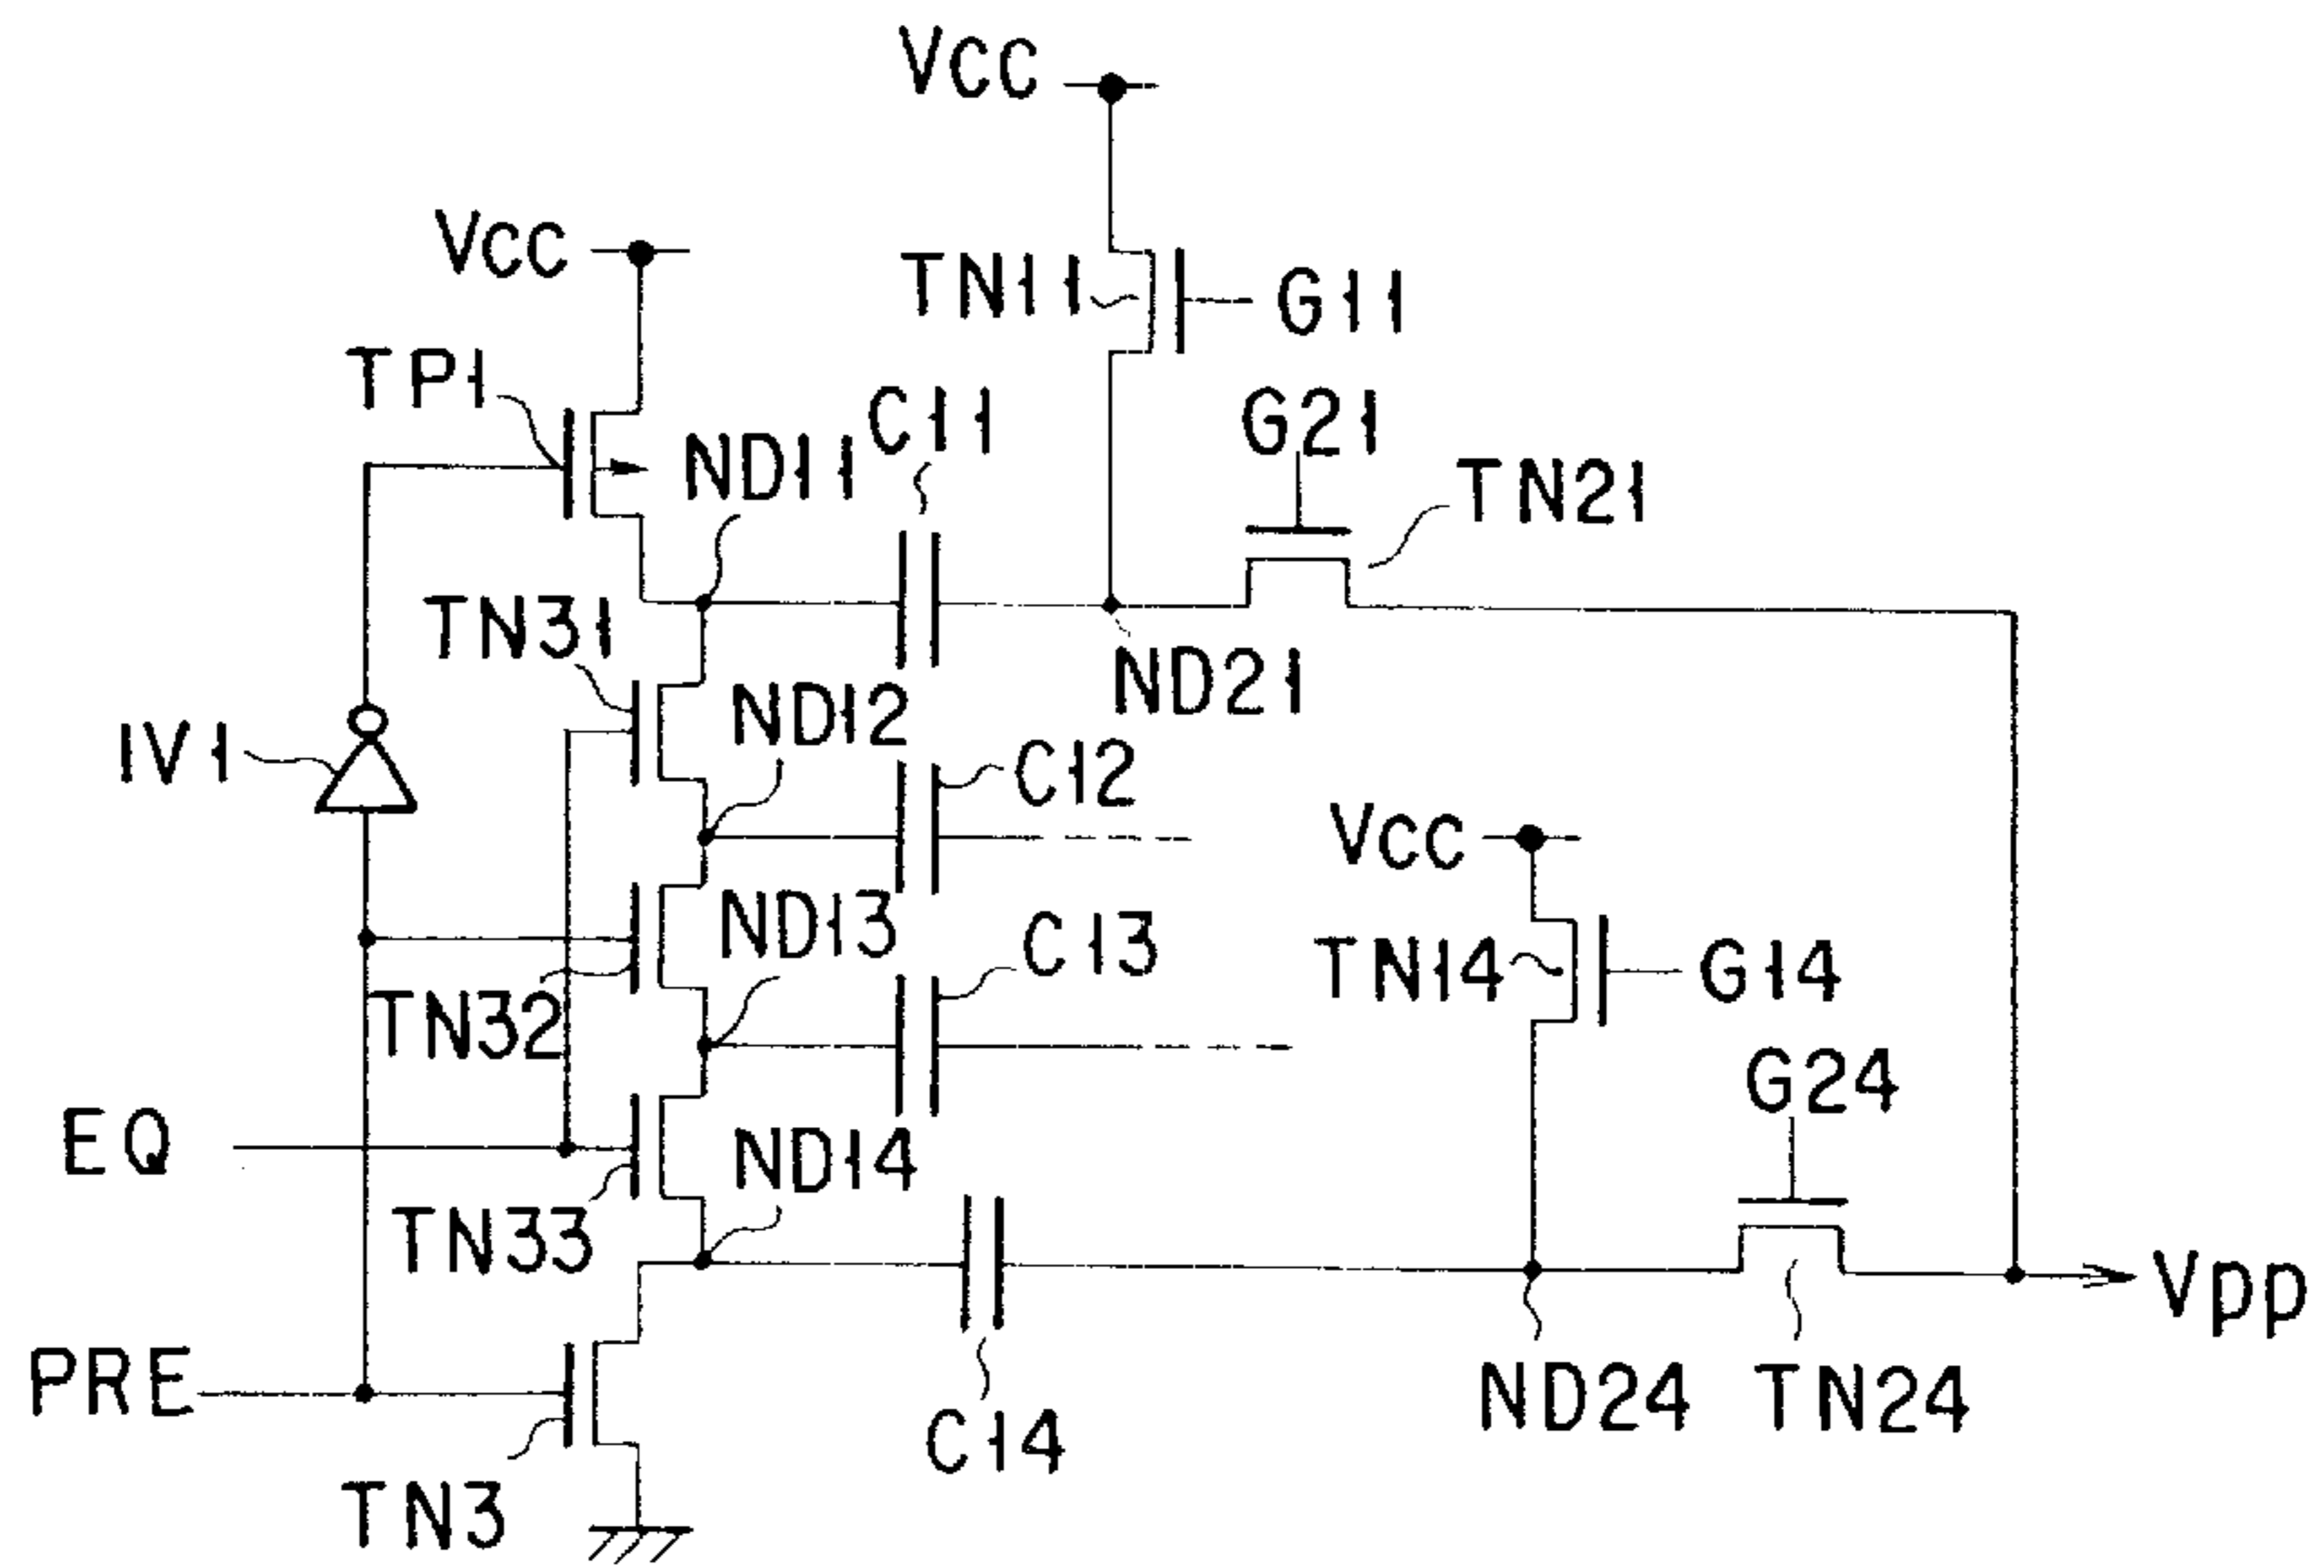 VCC
VCC
TN11
G11
TP1
C11
ND11
G21
TN21
TN31
ND12
ND21
IV1
C12
VCC
ND13
C13
TN14
G14
TN32
G24
EQ
ND14
TN33
VPP
PRE
ND24
TN24
C14
TN3